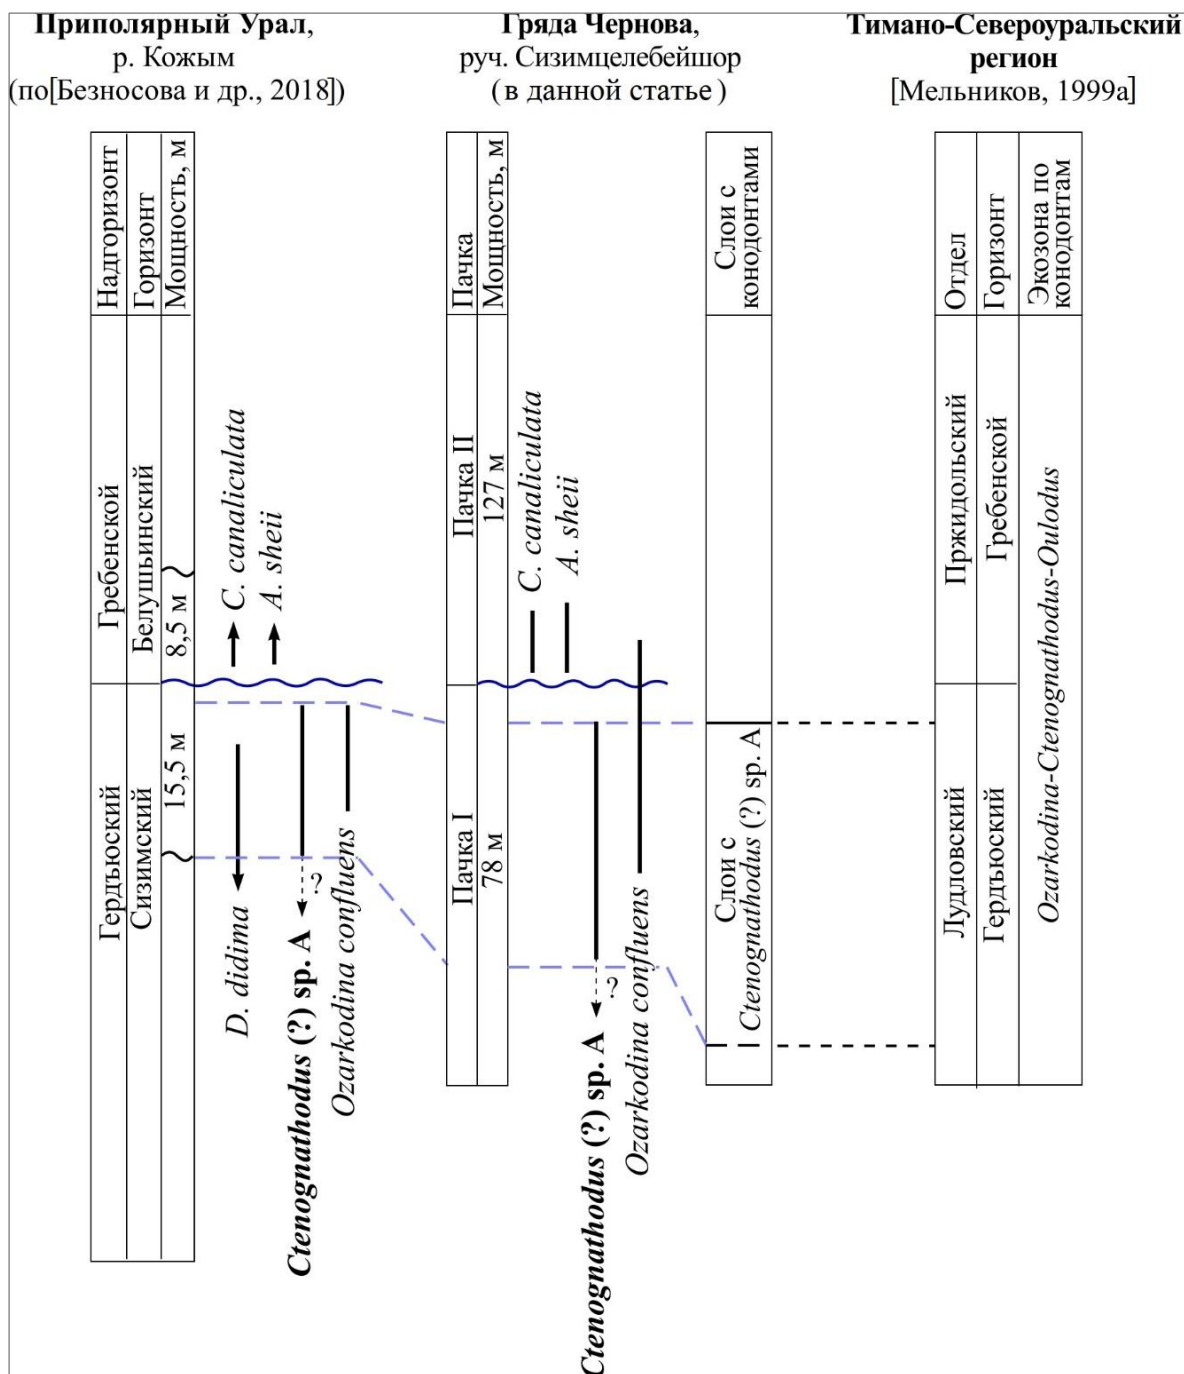 Приполярный Урал,
р. Кожым
(по[Безносова и др., 2018])
Надгоризонт
Горизонт
Мощность, м
Гребенской
Белушьинский
8,5 м
C. canaliculata
A. sheii
Гердъюский
Сизимский
15,5 м
D. didima
?
Ctenognathodus (?) sp. A
Ozarkodina confluens
Гряда Чернова,
руч. Сизимцелебейшор
(в данной статье )
Пачка
Мощность, м
Пачка II
127 м
C. canaliculata
A. sheii
Пачка I
78 м
?
Ctenognathodus (?) sp. A
Ozarkodina confluens
Слои с
конодонтами
Слои с
Ctenognathodus (?) sp. A
Тимано-Североуральский
регион
[Мельников, 1999а]
Отдел
Горизонт
Экозона по
конодонтам
Пржидольский
Гребенской
Лудловский
Гердъюский
Ozarkodina-Ctenognathodus-Oulodus